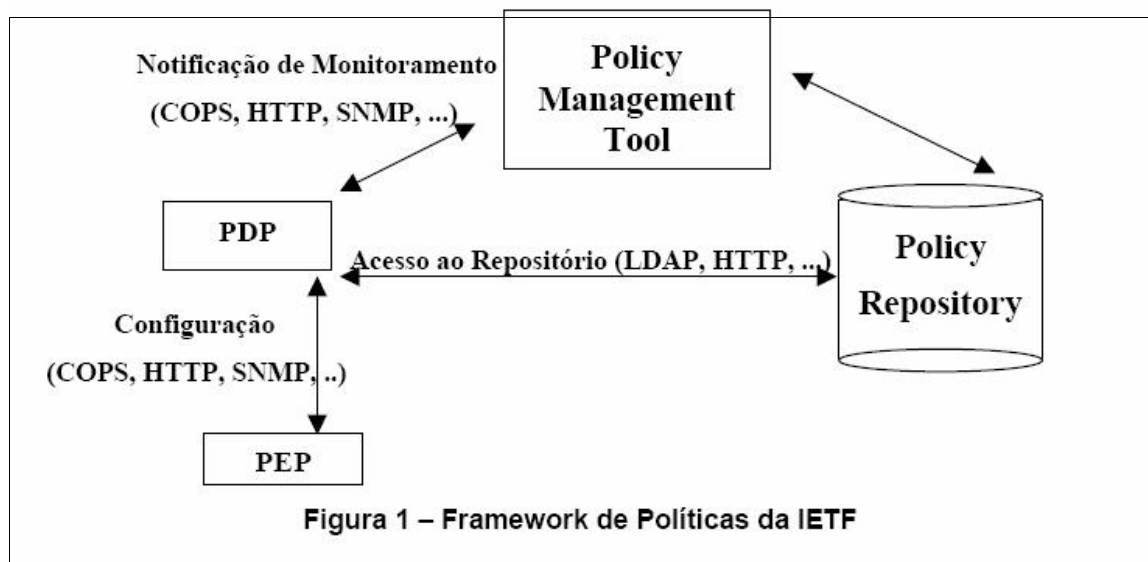 Notificação de Monitoramento
(COPS, HTTP, SNMP, ...)
Policy
Management
Tool
PDP
Acesso ao Repositório (LDAP, HTTP, ...)
Policy
Repository
Configuração
(COPS, HTTP, SNMP, ..)
PEP
Figura 1 – Framework de Políticas da IETF